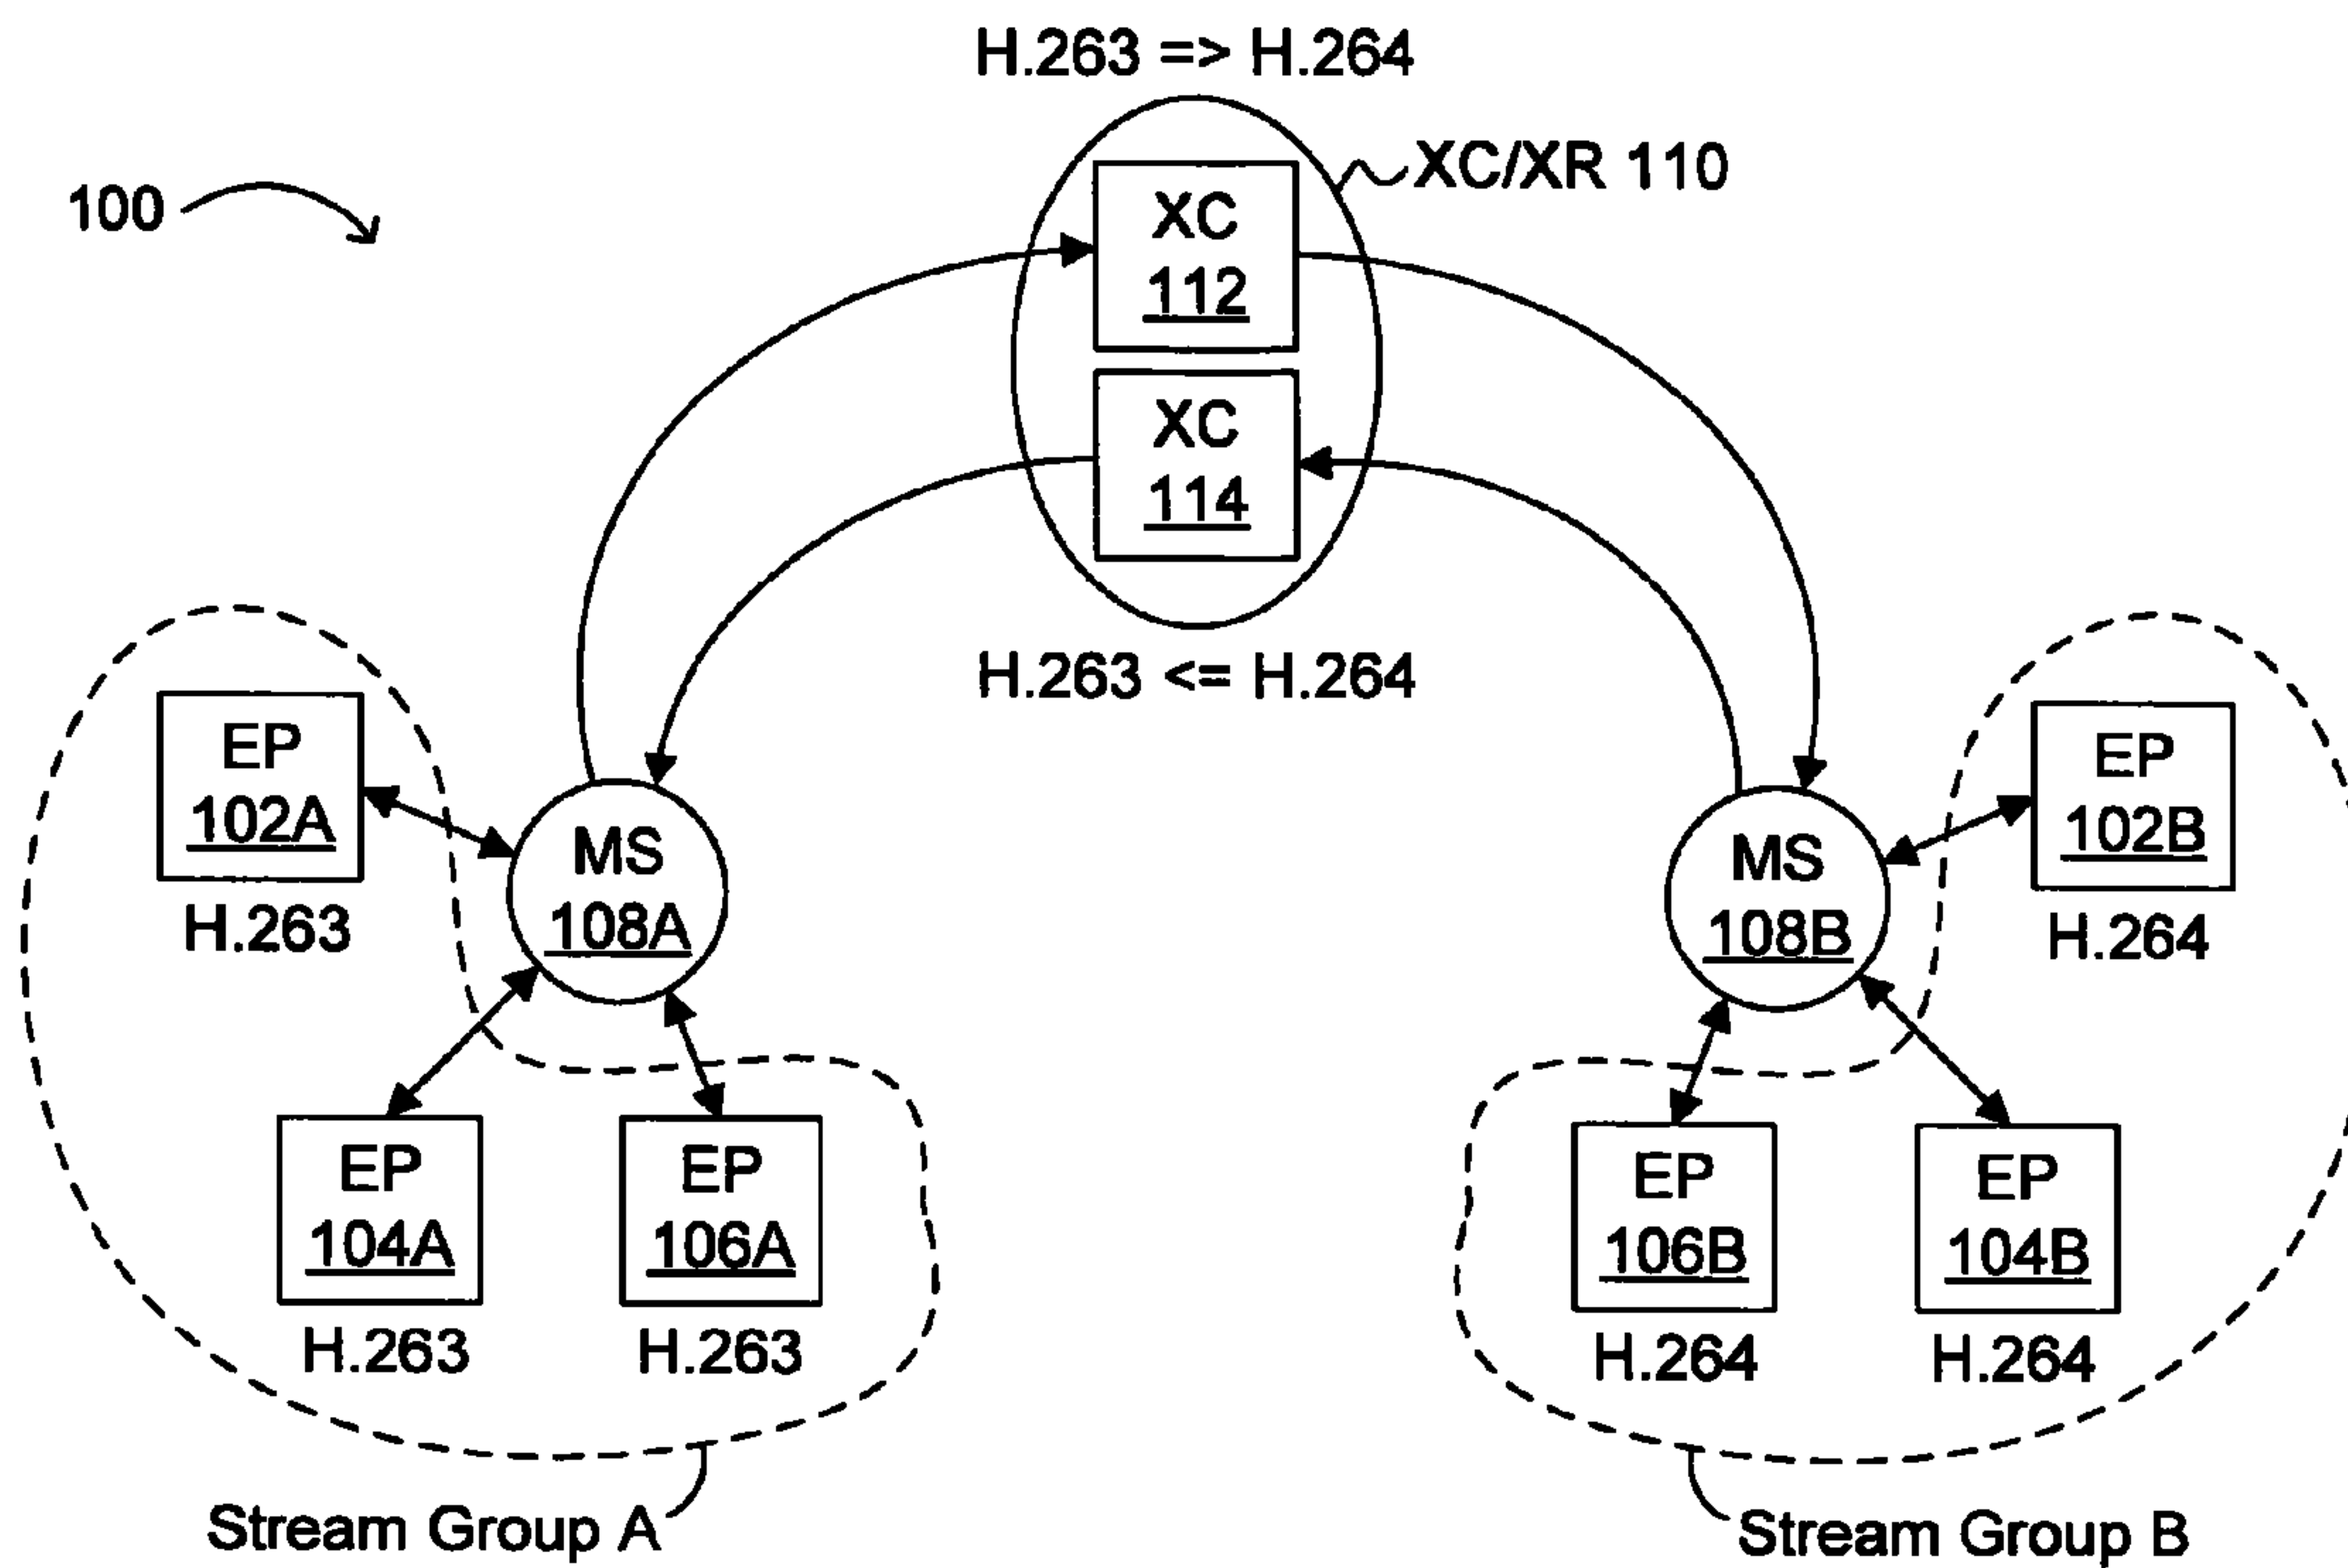 H.263 => H.264
XC/XR 110
100
XC
112
XC
114
H.263 <= H.264
EP
102A
H.263
MS
108A
MS
108B
EP
102B
H.264
EP
104A
H.263
EP
106A
H.263
EP
106B
H.264
EP
104B
H.264
Stream Group A
Stream Group B